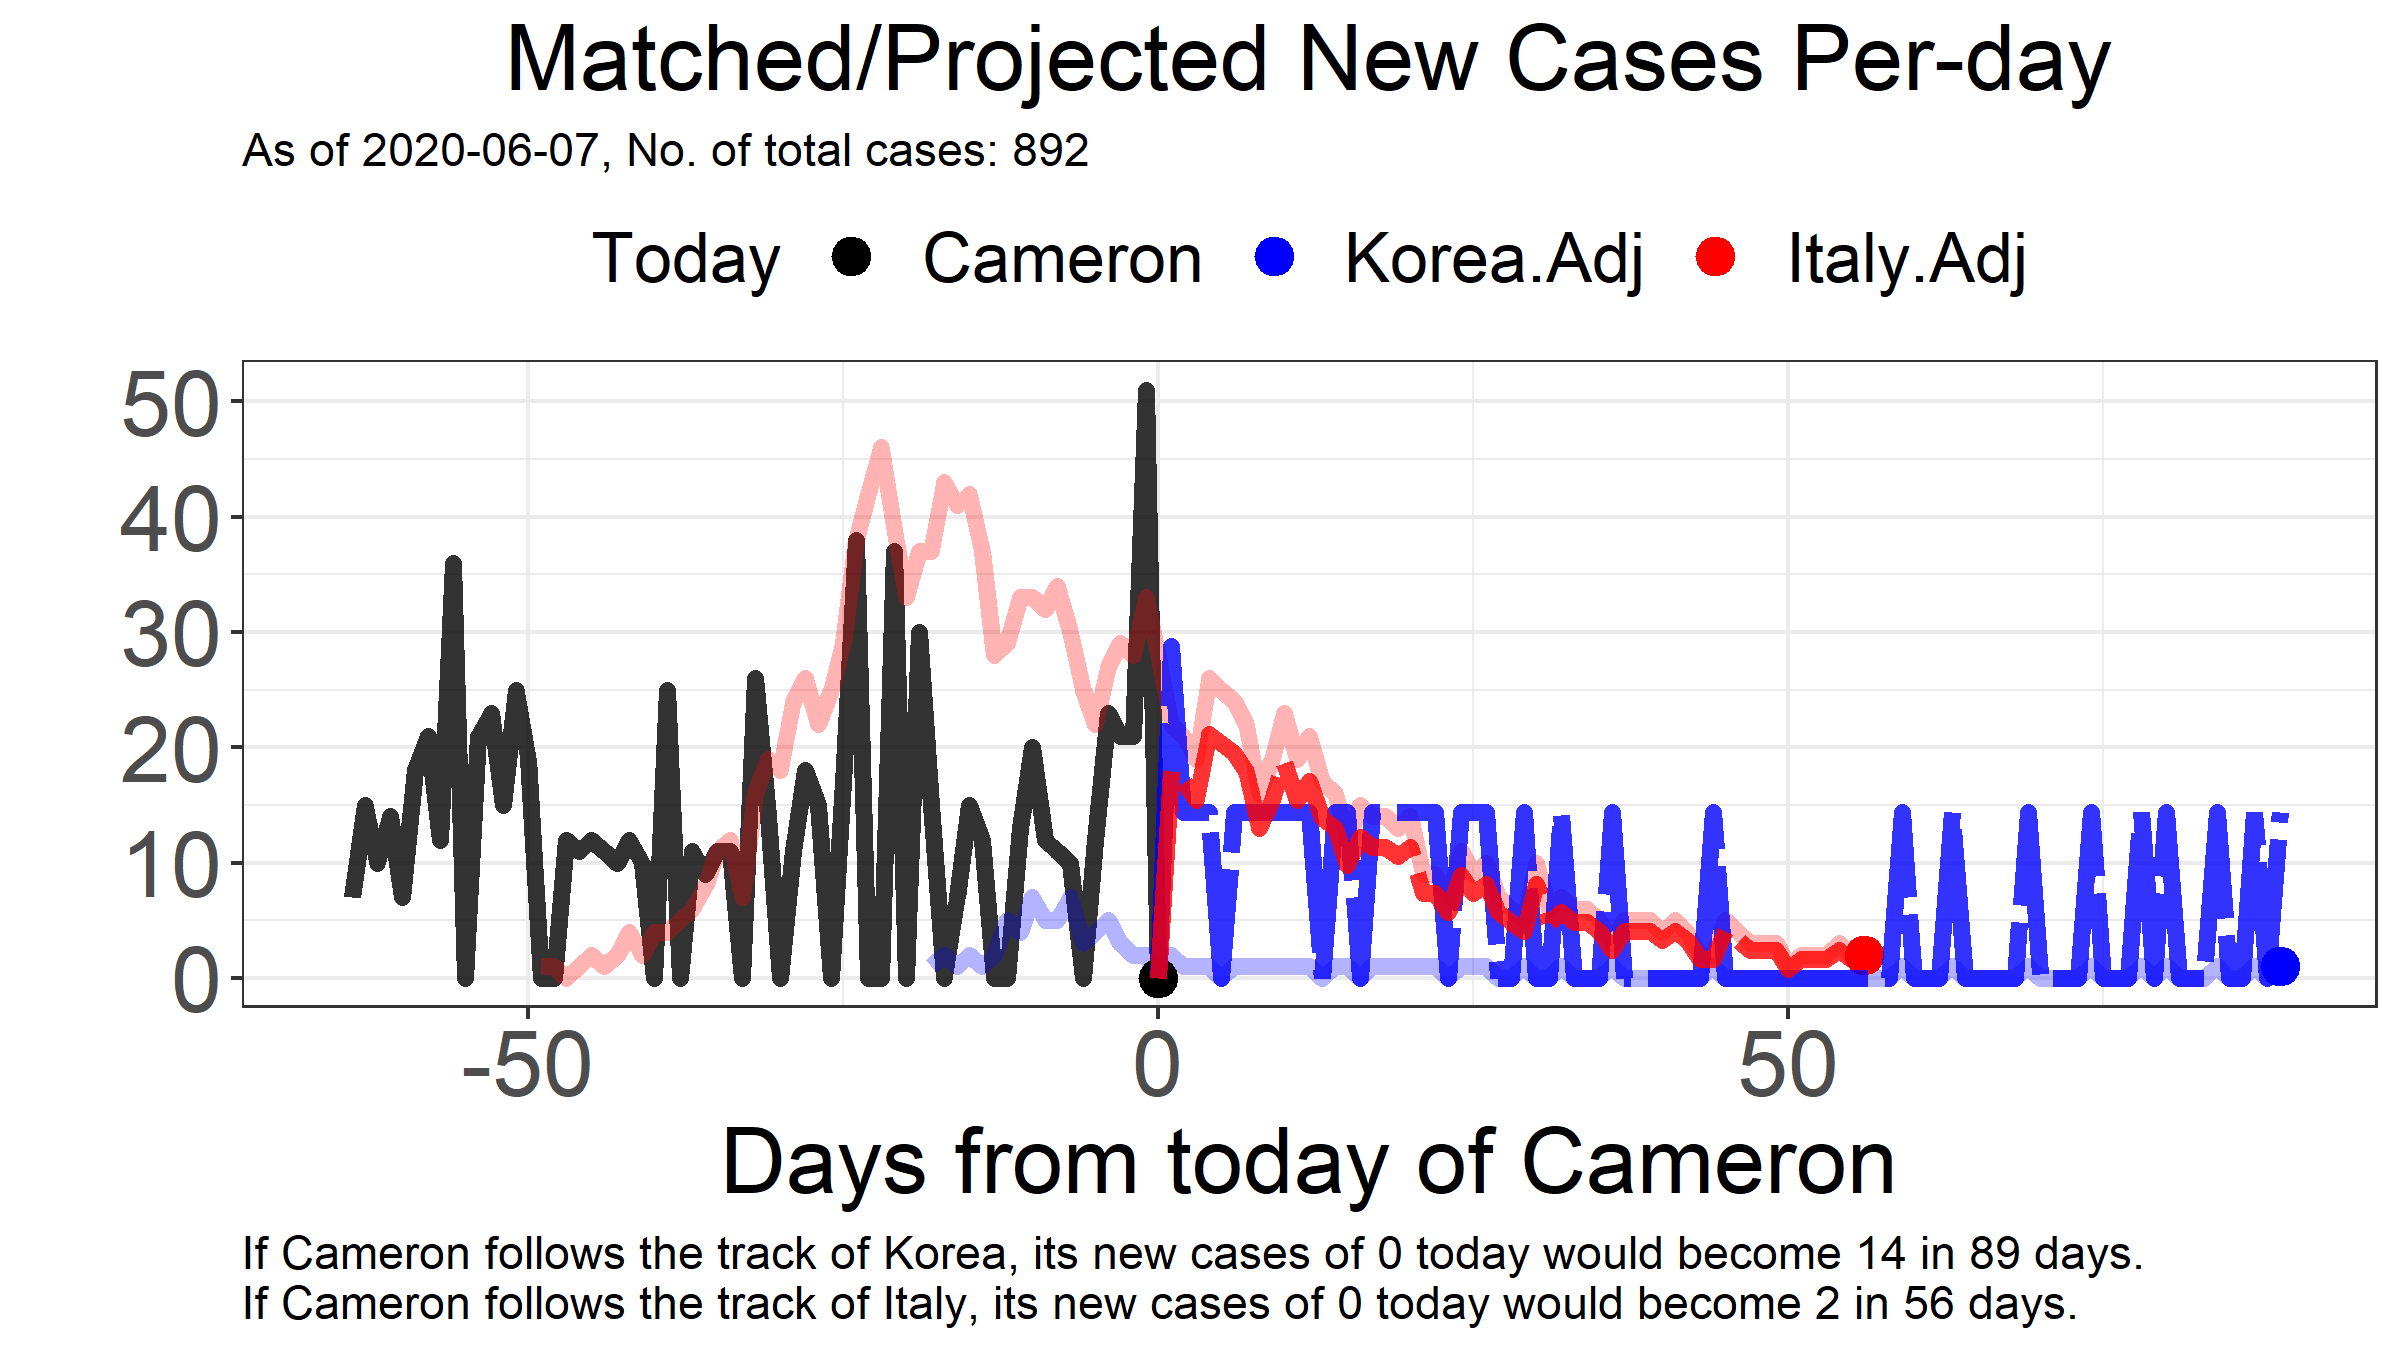 Matched/Projected New Cases Per-day
As of 2020-06-07, No. of total cases: 892
Today Cameron Korea.Adj Italy.Adj
50
40
30
20
10
0
-50 0 50
Days from today of Cameron
If Cameron follows the track of Korea, its new cases of 0 today would become 14 in 89 days.
If Cameron follows the track of Italy, its new cases of 0 today would become 2 in 56 days.